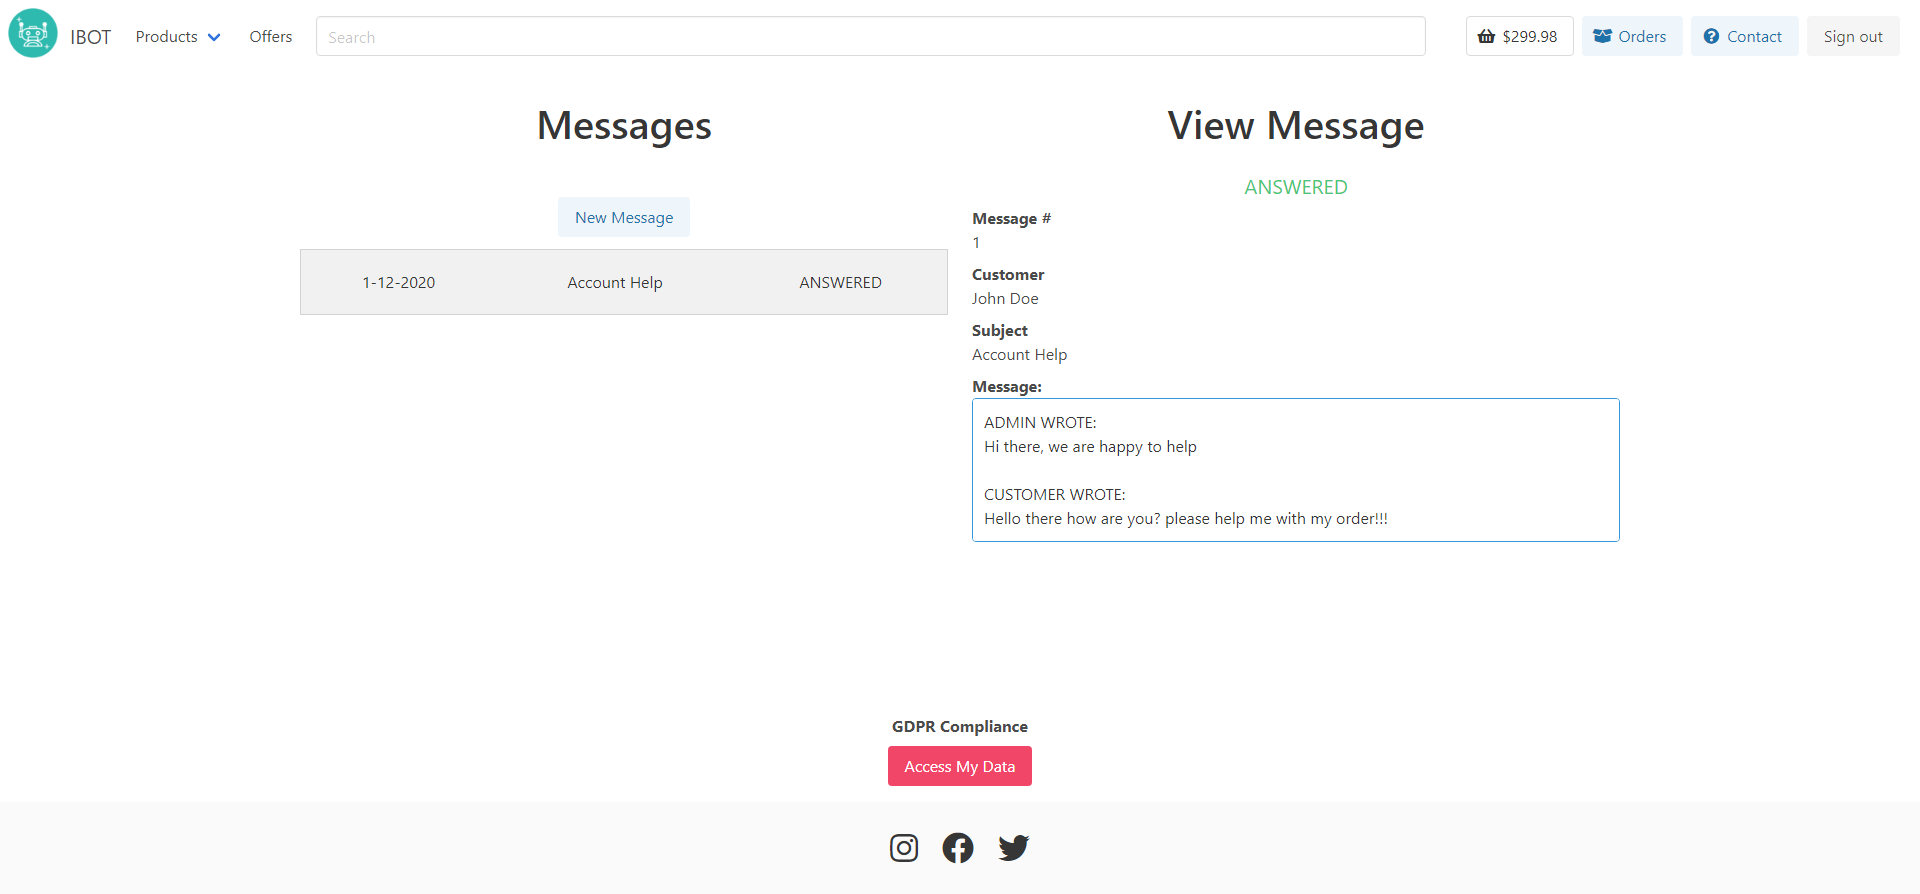 IBOT Products Offers Search $299.98 Orders Contact Sign out
Messages
New Message
1-12-2020 Account Help ANSWERED
View Message
ANSWERED
Message #
1
Customer
John Doe
Subject
Account Help
Message:
ADMIN WROTE:
Hi there, we are happy to help
CUSTOMER WROTE:
Hello there how are you? please help me with my order!!!
GDPR Compliance
Access My Data